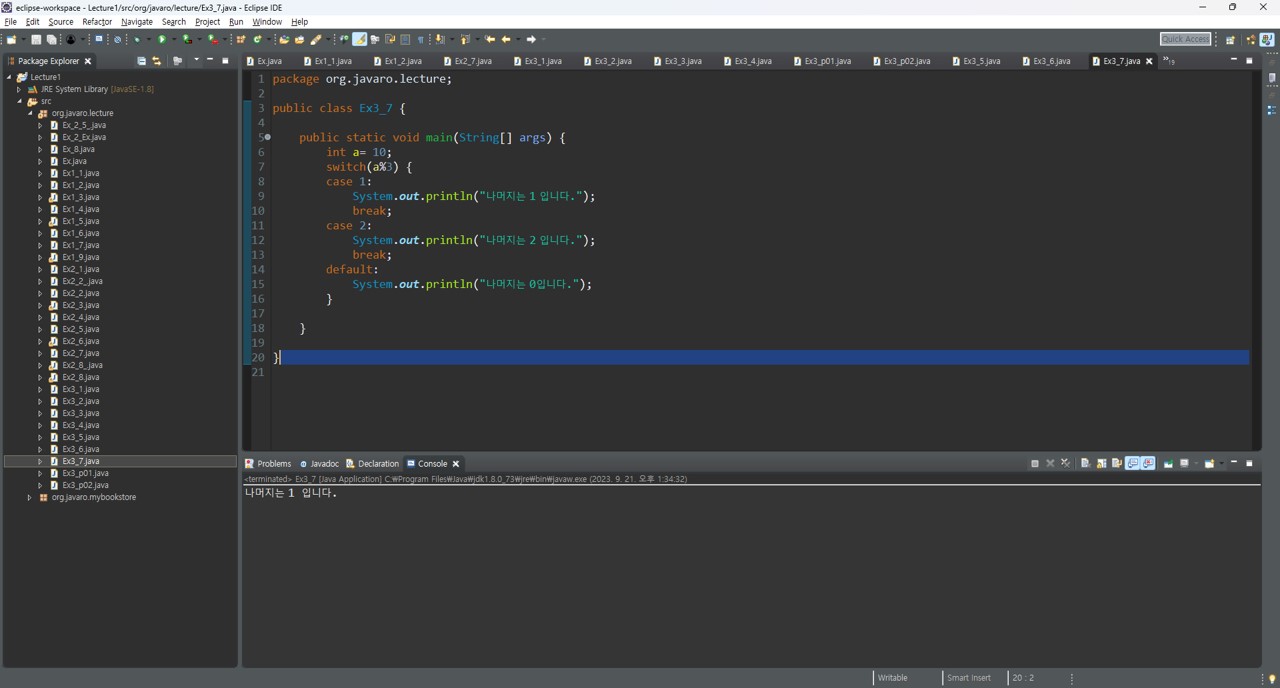 eclipse-workspace - Lecture1/src/org/javaro/lecture/Ex3_7.java - Eclipse IDE
File Edit Source Refactor Navigate Search Project Run Window Help
Quick Access
Package Explorer
Ex.java Ex1_1.java Ex1_2.java Ex2_7.java Ex3_1.java Ex3_2.java Ex3_3.java Ex3_4.java Ex3_p01.java Ex3_p02.java Ex3_5.java Ex3_6.java Ex3_7.java »19
Lecture1
JRE System Library [JavaSE-1.8]
src
org.javaro.lecture
Ex_2_5_.java
Ex_2_Ex.java
Ex_8.java
Ex.java
Ex1_1.java
Ex1_2.java
Ex1_3.java
Ex1_4.java
Ex1_5.java
Ex1_6.java
Ex1_7.java
Ex1_9.java
Ex2_1.java
Ex2_2_.java
Ex2_2.java
Ex2_3.java
Ex2_4.java
Ex2_5.java
Ex2_6.java
Ex2_7.java
Ex2_8_.java
Ex2_8.java
Ex3_1.java
Ex3_2.java
Ex3_3.java
Ex3_4.java
Ex3_5.java
Ex3_6.java
Ex3_7.java
Ex3_p01.java
Ex3_p02.java
org.javaro.mybookstore
1 package org.javaro.lecture;
2
3 public class Ex3_7 {
4
5 public static void main(String[] args) {
6 int a= 10;
7 switch(a%3) {
8 case 1:
9 System.out.println("나머지는 1 입니다.");
10 break;
11 case 2:
12 System.out.println("나머지는 2 입니다.");
13 break;
14 default:
15 System.out.println("나머지는 0입니다.");
16 }
17
18 }
19
20 }
21
Problems Javadoc Declaration Console
<terminated> Ex3_7 [Java Application] C:₩Program Files₩Java₩jdk1.8.0_73₩jre₩bin₩javaw.exe (2023. 9. 21. 오후 1:34:32)
나머지는 1 입니다.
Writable Smart Insert 20 : 2